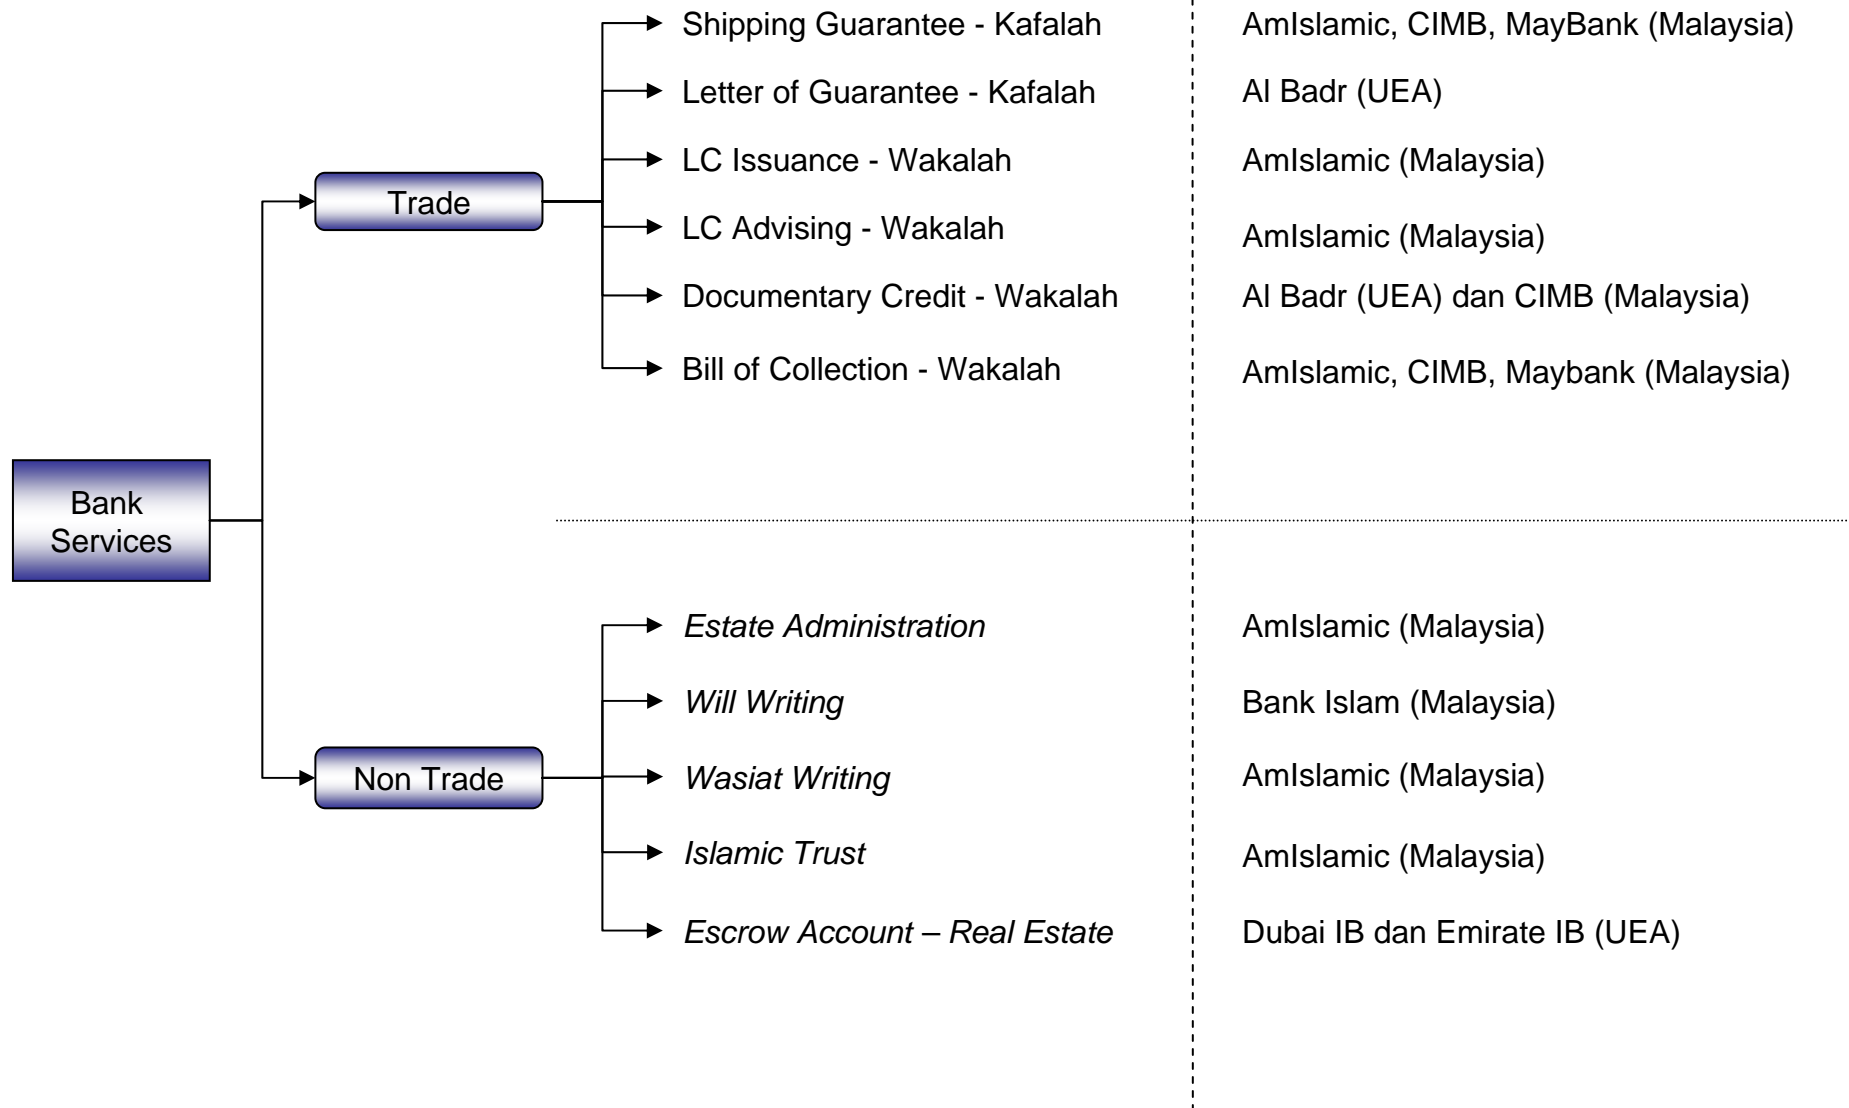 Shipping Guarantee - Kafalah AmIslamic, CIMB, MayBank (Malaysia)
Letter of Guarantee - Kafalah Al Badr (UEA)
LC Issuance - Wakalah AmIslamic (Malaysia)
Trade
LC Advising - Wakalah AmIslamic (Malaysia)
Documentary Credit - Wakalah Al Badr (UEA) dan CIMB (Malaysia)
Bill of Collection - Wakalah AmIslamic, CIMB, Maybank (Malaysia)
Bank
Services
Estate Administration AmIslamic (Malaysia)
Will Writing Bank Islam (Malaysia)
Non Trade
Wasiat Writing AmIslamic (Malaysia)
Islamic Trust AmIslamic (Malaysia)
Escrow Account – Real Estate Dubai IB dan Emirate IB (UEA)